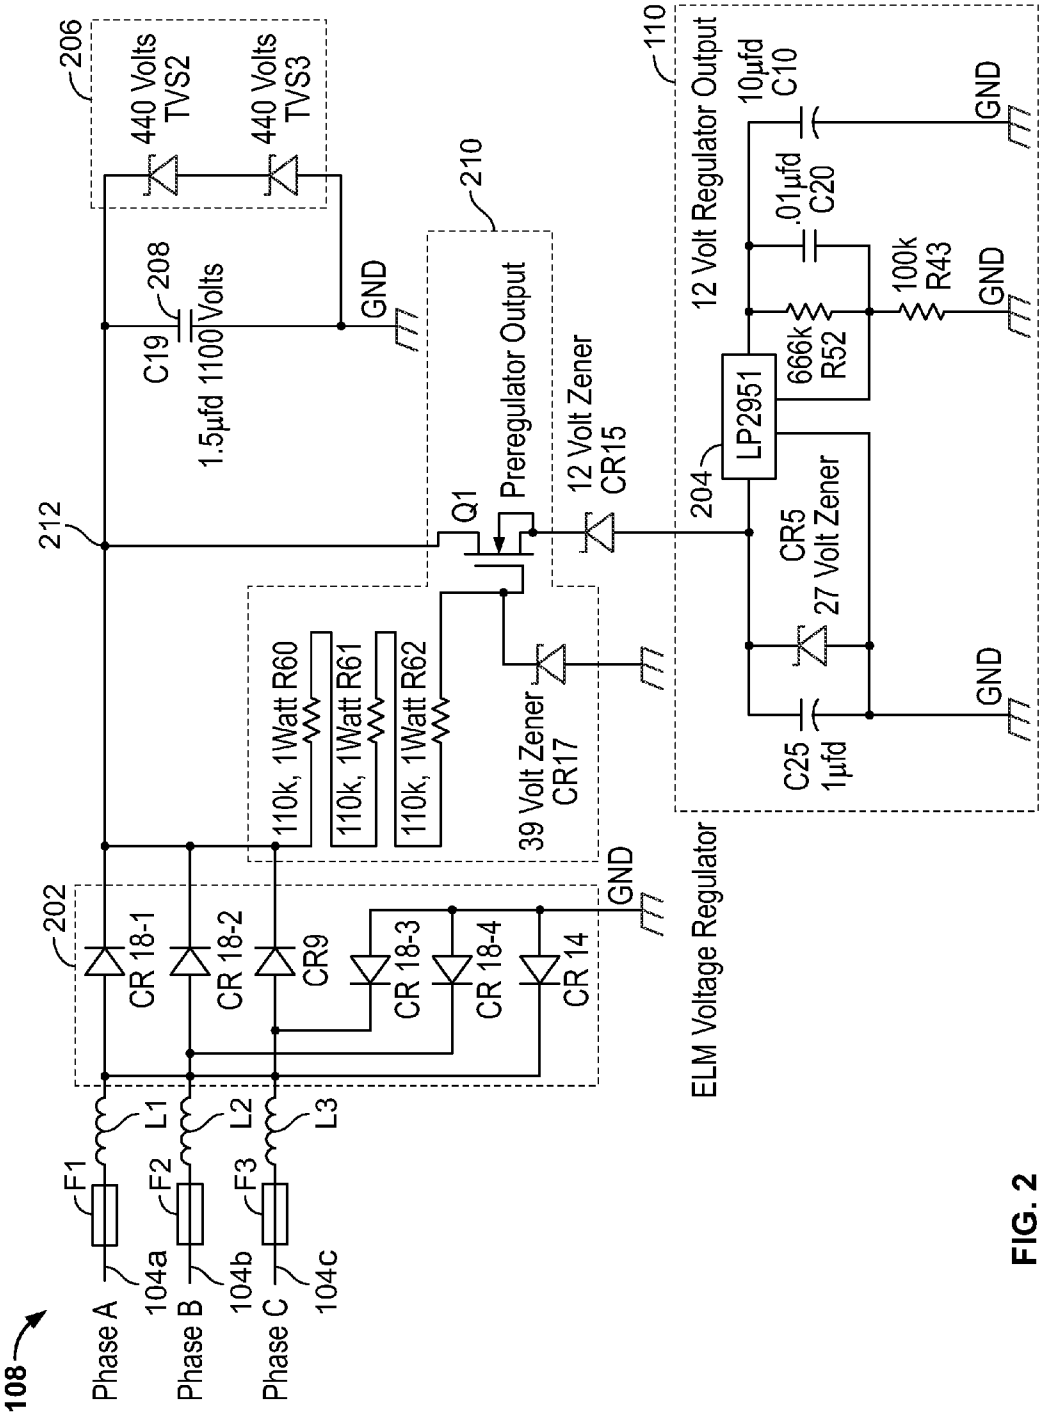 108
Phase A
104a
F1
L1
Phase B
104b
F2
L2
Phase C
104c
F3
L3
202
CR 18-1
CR 18-2
CR9
CR 18-3
CR 18-4
CR 14
GND
212
110k, 1Watt R60
110k, 1Watt R61
110k, 1Watt R62
39 Volt Zener
CR17
Q1
Preregulator Output
210
C19
208
1.5µfd 1100 Volts
GND
206
440 Volts
TVS2
440 Volts
TVS3
12 Volt Zener
CR15
ELM Voltage Regulator
110
12 Volt Regulator Output
204
LP2951
CR5
27 Volt Zener
C25
1µfd
GND
666k
R52
.01µfd
C20
100k
R43
GND
10µfd
C10
GND
FIG. 2